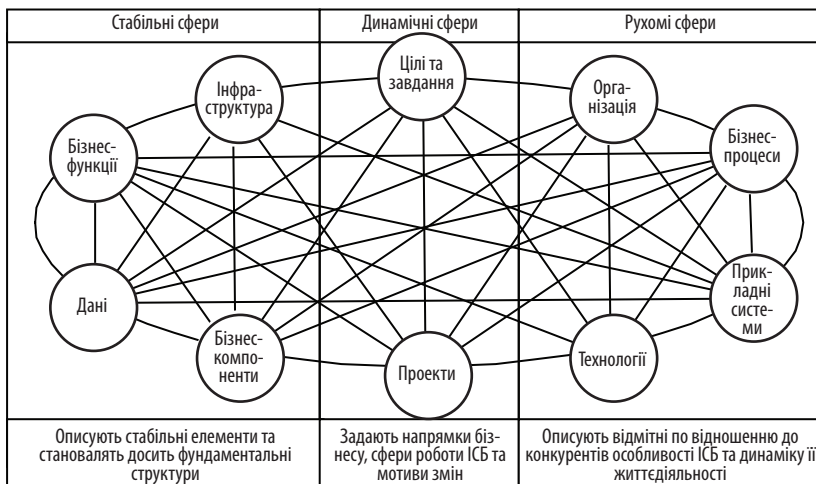 Стабільні сфери
Динамічні сфери
Рухомі сфери
Інфра-
структура
Цілі та
завдання
Орга-
нізація
Бізнес-
функції
Бізнес-
процеси
Дані
Бізнес-
компо-
ненти
Проекти
Технології
Прик-
ладні
систе-
ми
Описують стабільні елементи та
становалять досить фундаментальні
структури
Задають напрямки біз-
несу, сфери роботи ІСБ та
мотиви змін
Описують відмітні по відношенню до
конкурентів особливості ІСБ та динаміку її
життєдіяльності